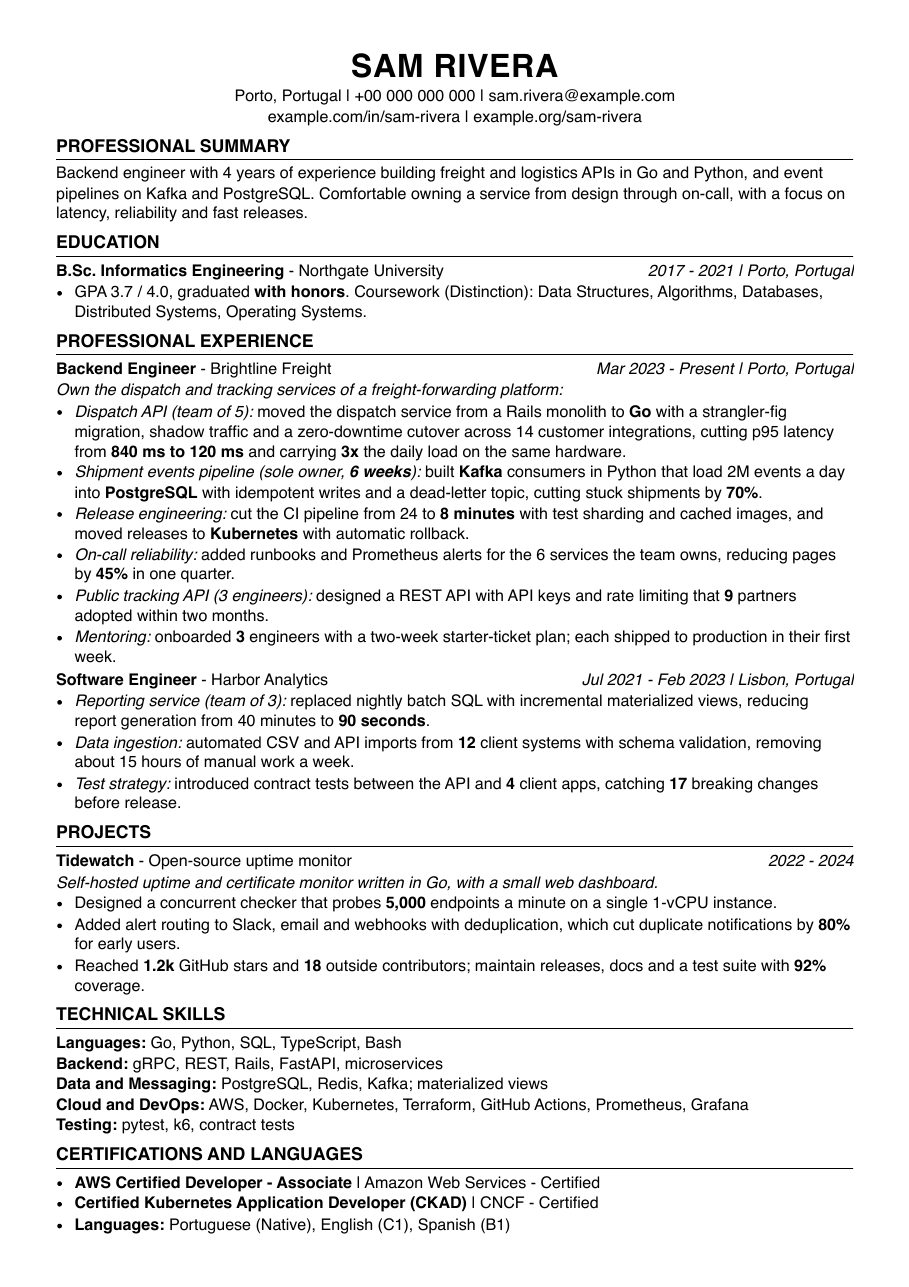 SAM RIVERA
Porto, Portugal | +00 000 000 000 | sam.rivera@example.com
example.com/in/sam-rivera | example.org/sam-rivera
PROFESSIONAL SUMMARY
Backend engineer with 4 years of experience building freight and logistics APIs in Go and Python, and event
pipelines on Kafka and PostgreSQL. Comfortable owning a service from design through on-call, with a focus on
latency, reliability and fast releases.
EDUCATION
B.Sc. Informatics Engineering - Northgate University 2017 - 2021 | Porto, Portugal
• GPA 3.7 / 4.0, graduated with honors. Coursework (Distinction): Data Structures, Algorithms, Databases,
Distributed Systems, Operating Systems.
PROFESSIONAL EXPERIENCE
Backend Engineer - Brightline Freight Mar 2023 - Present | Porto, Portugal
Own the dispatch and tracking services of a freight-forwarding platform:
• Dispatch API (team of 5): moved the dispatch service from a Rails monolith to Go with a strangler-fig
migration, shadow traffic and a zero-downtime cutover across 14 customer integrations, cutting p95 latency
from 840 ms to 120 ms and carrying 3x the daily load on the same hardware.
• Shipment events pipeline (sole owner, 6 weeks): built Kafka consumers in Python that load 2M events a day
into PostgreSQL with idempotent writes and a dead-letter topic, cutting stuck shipments by 70%.
• Release engineering: cut the CI pipeline from 24 to 8 minutes with test sharding and cached images, and
moved releases to Kubernetes with automatic rollback.
• On-call reliability: added runbooks and Prometheus alerts for the 6 services the team owns, reducing pages
by 45% in one quarter.
• Public tracking API (3 engineers): designed a REST API with API keys and rate limiting that 9 partners
adopted within two months.
• Mentoring: onboarded 3 engineers with a two-week starter-ticket plan; each shipped to production in their first
week.
Software Engineer - Harbor Analytics Jul 2021 - Feb 2023 | Lisbon, Portugal
• Reporting service (team of 3): replaced nightly batch SQL with incremental materialized views, reducing
report generation from 40 minutes to 90 seconds.
• Data ingestion: automated CSV and API imports from 12 client systems with schema validation, removing
about 15 hours of manual work a week.
• Test strategy: introduced contract tests between the API and 4 client apps, catching 17 breaking changes
before release.
PROJECTS
Tidewatch - Open-source uptime monitor 2022 - 2024
Self-hosted uptime and certificate monitor written in Go, with a small web dashboard.
• Designed a concurrent checker that probes 5,000 endpoints a minute on a single 1-vCPU instance.
• Added alert routing to Slack, email and webhooks with deduplication, which cut duplicate notifications by 80%
for early users.
• Reached 1.2k GitHub stars and 18 outside contributors; maintain releases, docs and a test suite with 92%
coverage.
TECHNICAL SKILLS
Languages: Go, Python, SQL, TypeScript, Bash
Backend: gRPC, REST, Rails, FastAPI, microservices
Data and Messaging: PostgreSQL, Redis, Kafka; materialized views
Cloud and DevOps: AWS, Docker, Kubernetes, Terraform, GitHub Actions, Prometheus, Grafana
Testing: pytest, k6, contract tests
CERTIFICATIONS AND LANGUAGES
• AWS Certified Developer - Associate | Amazon Web Services - Certified
• Certified Kubernetes Application Developer (CKAD) | CNCF - Certified
• Languages: Portuguese (Native), English (C1), Spanish (B1)